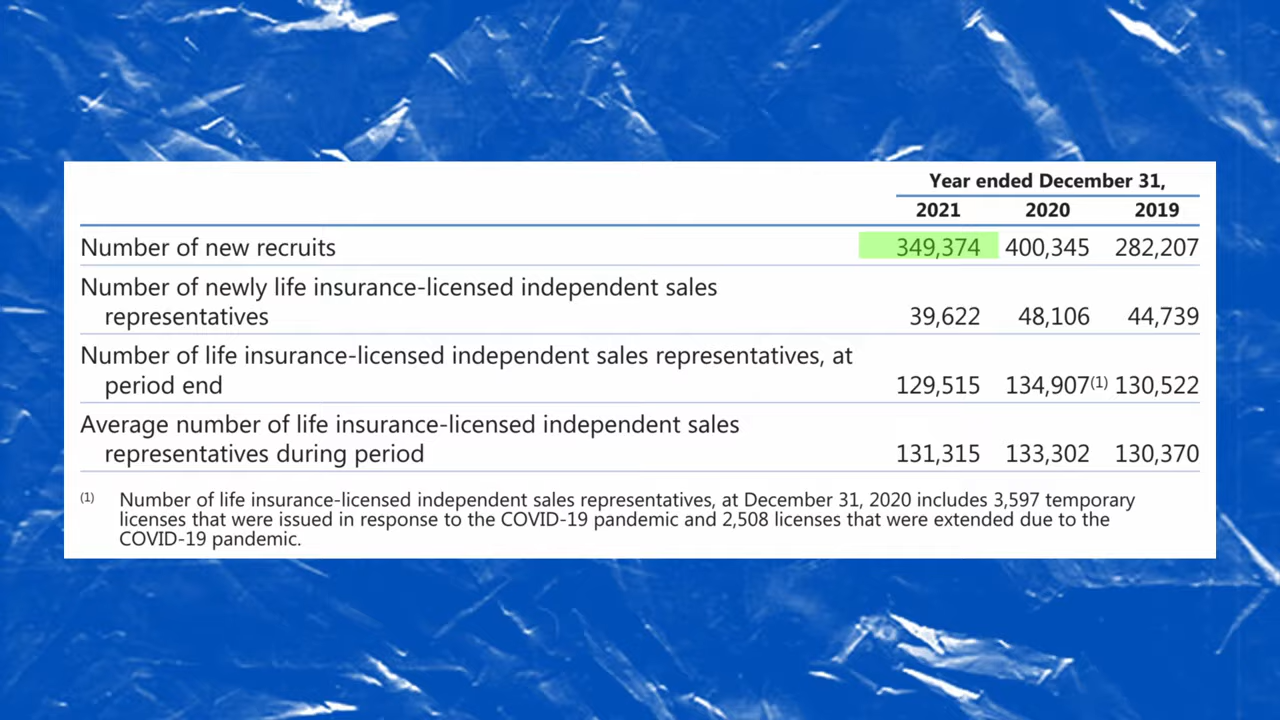 Year ended December 31,
2021 2020 2019
Number of new recruits 349,374 400,345 282,207
Number of newly life insurance-licensed independent sales
representatives 39,622 48,106 44,739
Number of life insurance-licensed independent sales representatives, at
period end 129,515 134,907(1) 130,522
Average number of life insurance-licensed independent sales
representatives during period 131,315 133,302 130,370
(1) Number of life insurance-licensed independent sales representatives, at December 31, 2020 includes 3,597 temporary
licenses that were issued in response to the COVID-19 pandemic and 2,508 licenses that were extended due to the
COVID-19 pandemic.